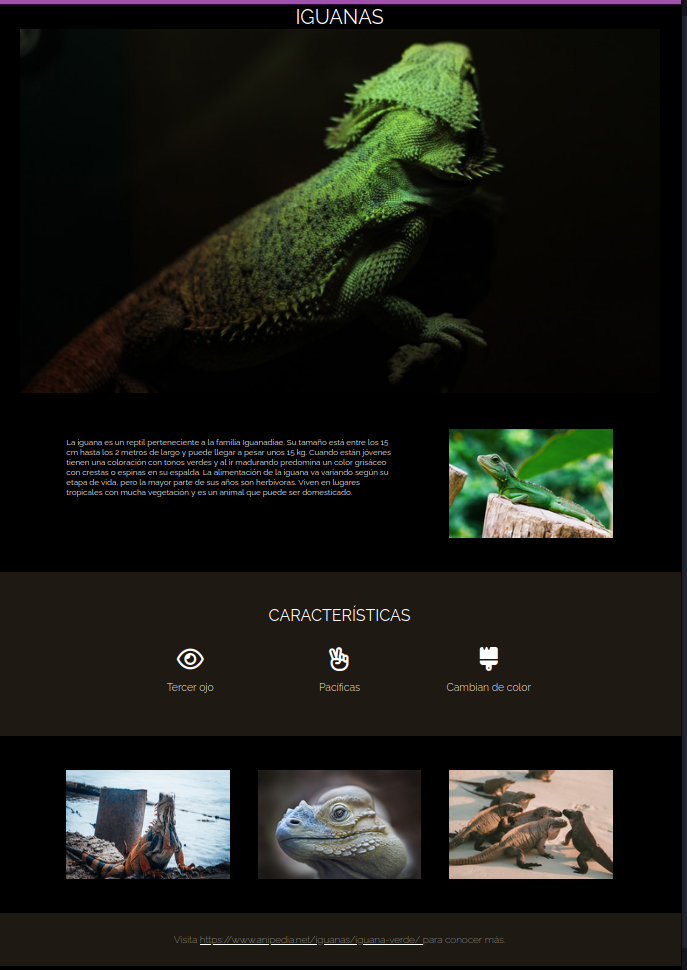 IGUANAS
La iguana es un reptil perteneciente a la familia Iguanadiae. Su tamaño está entre los 15
cm hasta los 2 metros de largo y puede llegar a pesar unos 15 kg. Cuando están jóvenes
tienen una coloración con tonos verdes y al ir madurando predomina un color grisáceo
con crestas o espinas en su espalda. La alimentación de la iguana va variando según su
etapa de vida, pero la mayor parte de sus años son herbívoras. Viven en lugares
tropicales con mucha vegetación y es un animal que puede ser domesticado.
CARACTERÍSTICAS
Tercer ojo
Pacíficas
Cambian de color
Visita https://www.anipedia.net/iguanas/iguana-verde/ para conocer más.